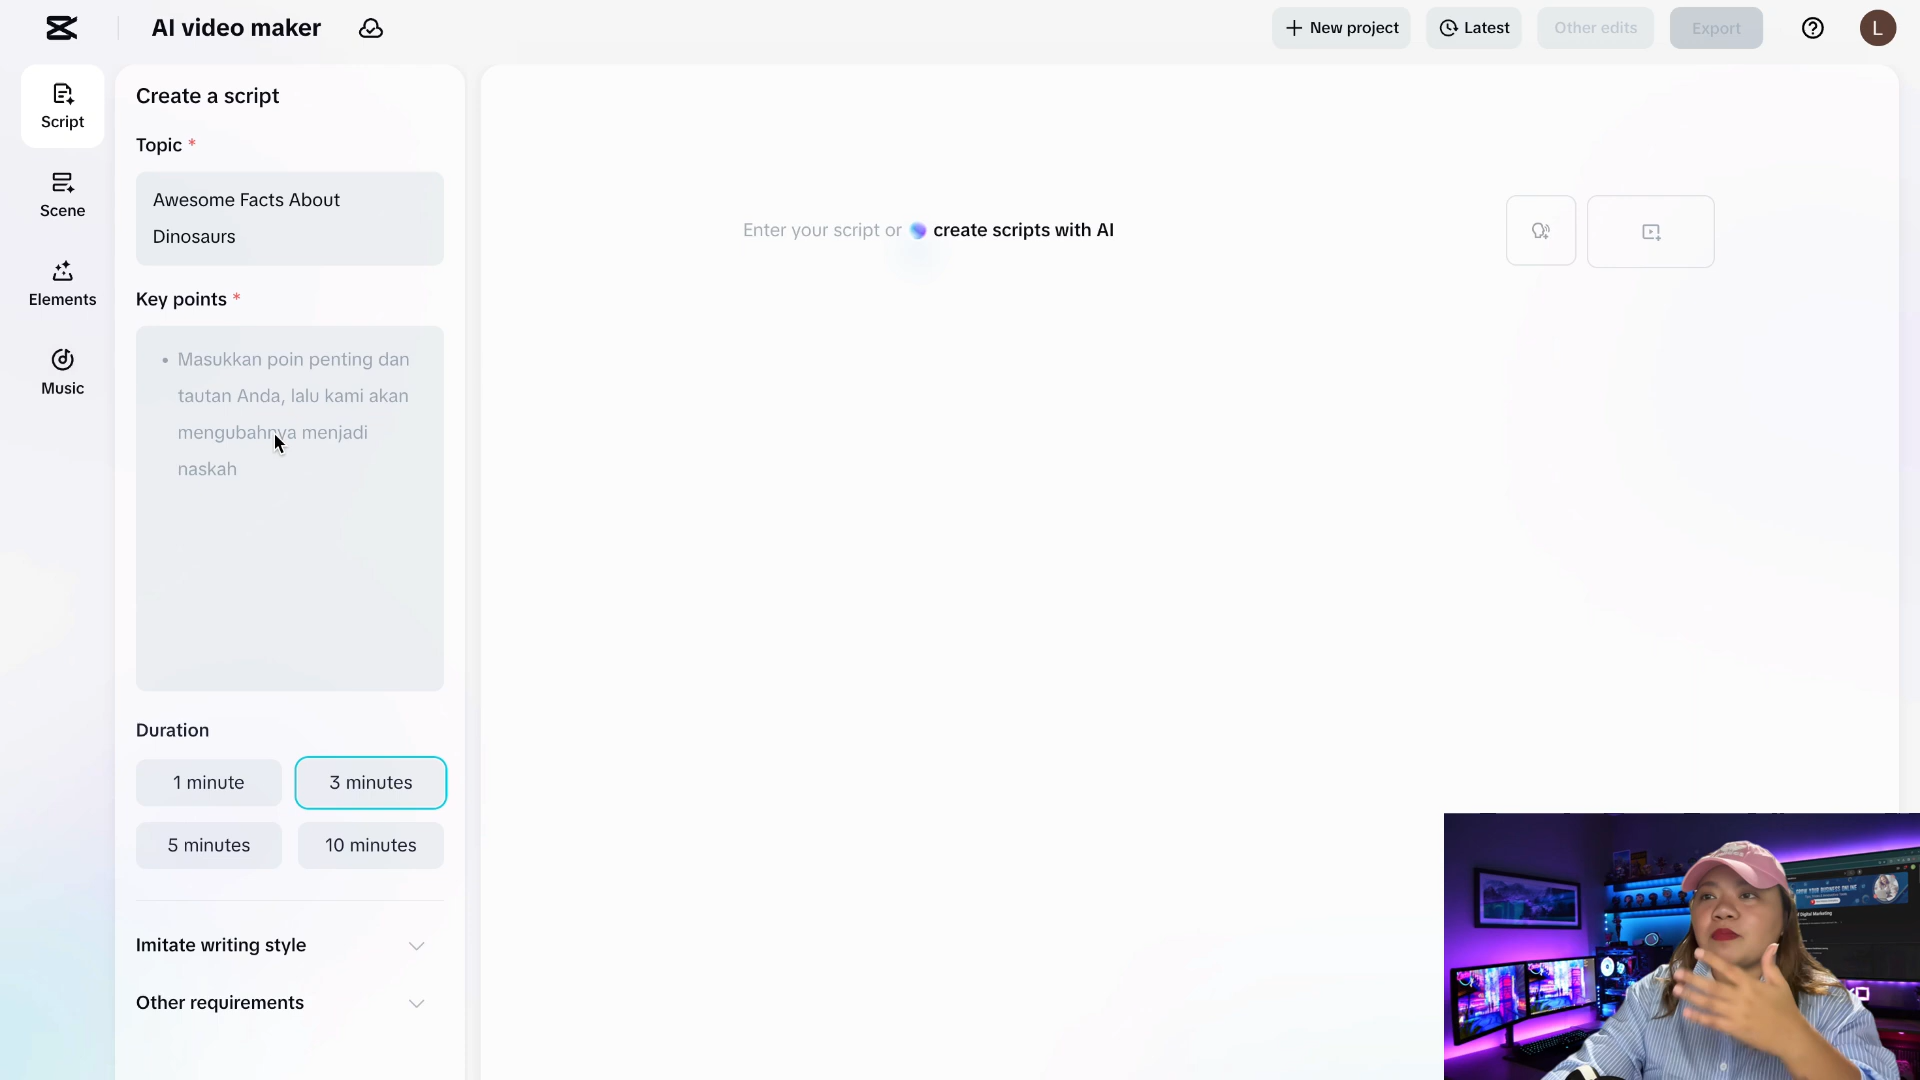 AI video maker
New project
Latest
Other edits
Export
L
Script
Scene
Elements
Music
Create a script
Topic *
Awesome Facts About
Dinosaurs
Key points *
• Masukkan poin penting dan
tautan Anda, lalu kami akan
mengubahnya menjadi
naskah
Duration
1 minute
3 minutes
5 minutes
10 minutes
Imitate writing style
Other requirements
Enter your script or create scripts with AI